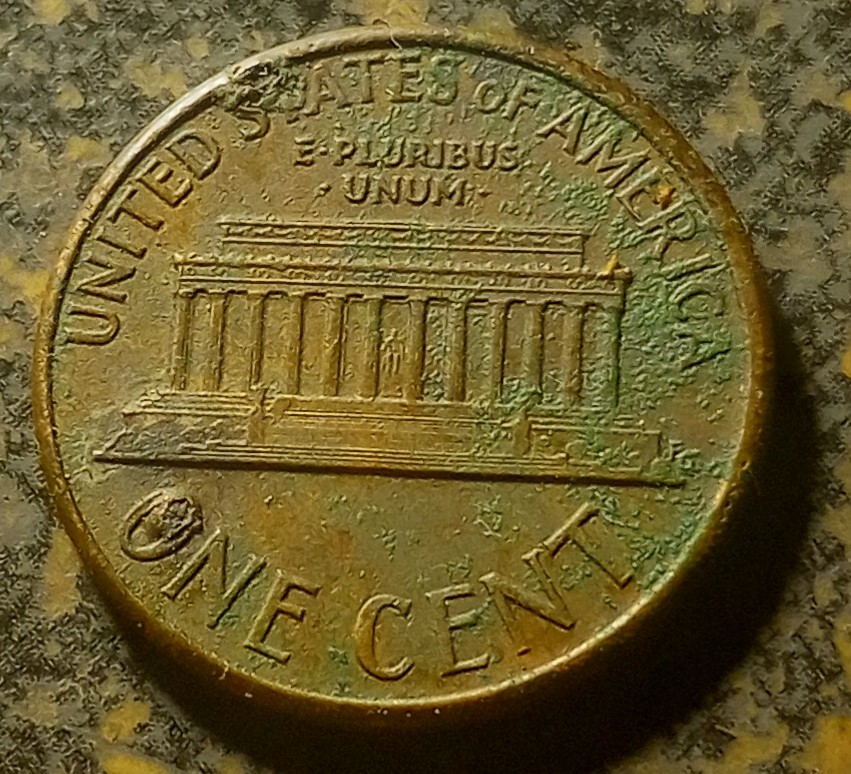 UNITED STATES OF AMERICA
E·PLURIBUS
·UNUM·
ONE CENT